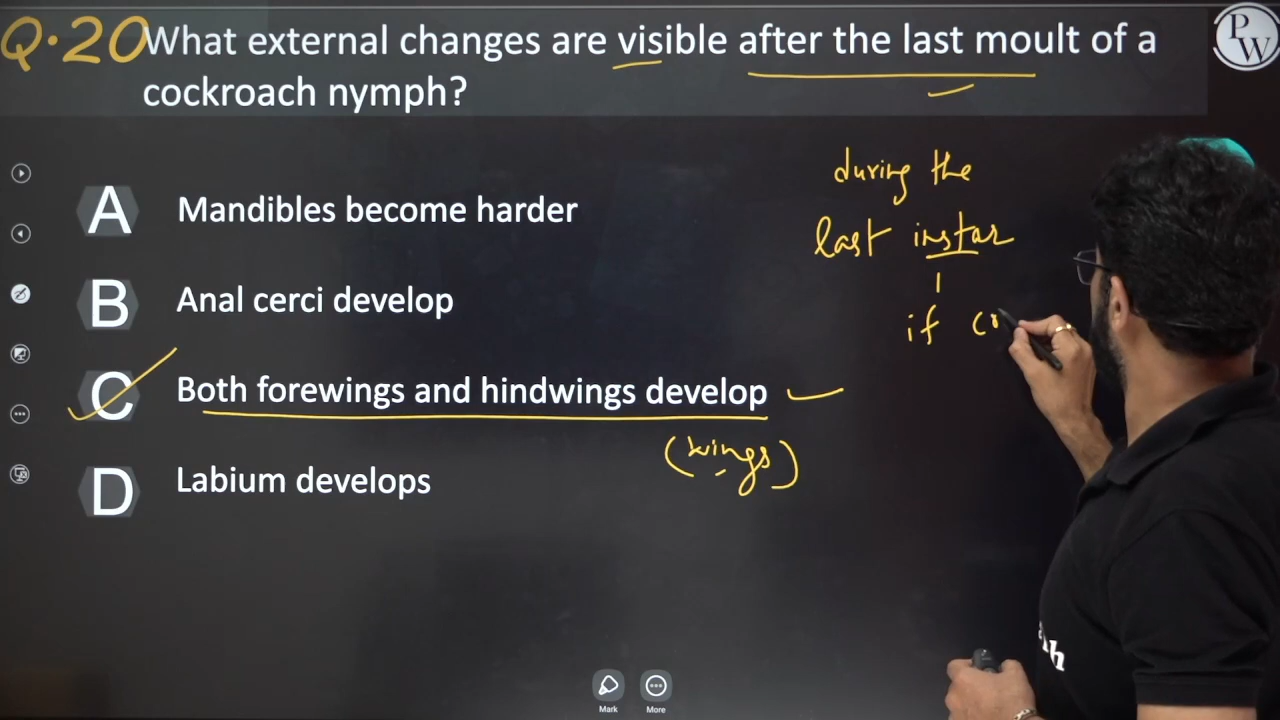 Q.20 What external changes are visible after the last moult of a
cockroach nymph?
PW
A Mandibles become harder
B Anal cerci develop
C Both forewings and hindwings develop
(wings)
D Labium develops
during the
last instar
if
Mark
More